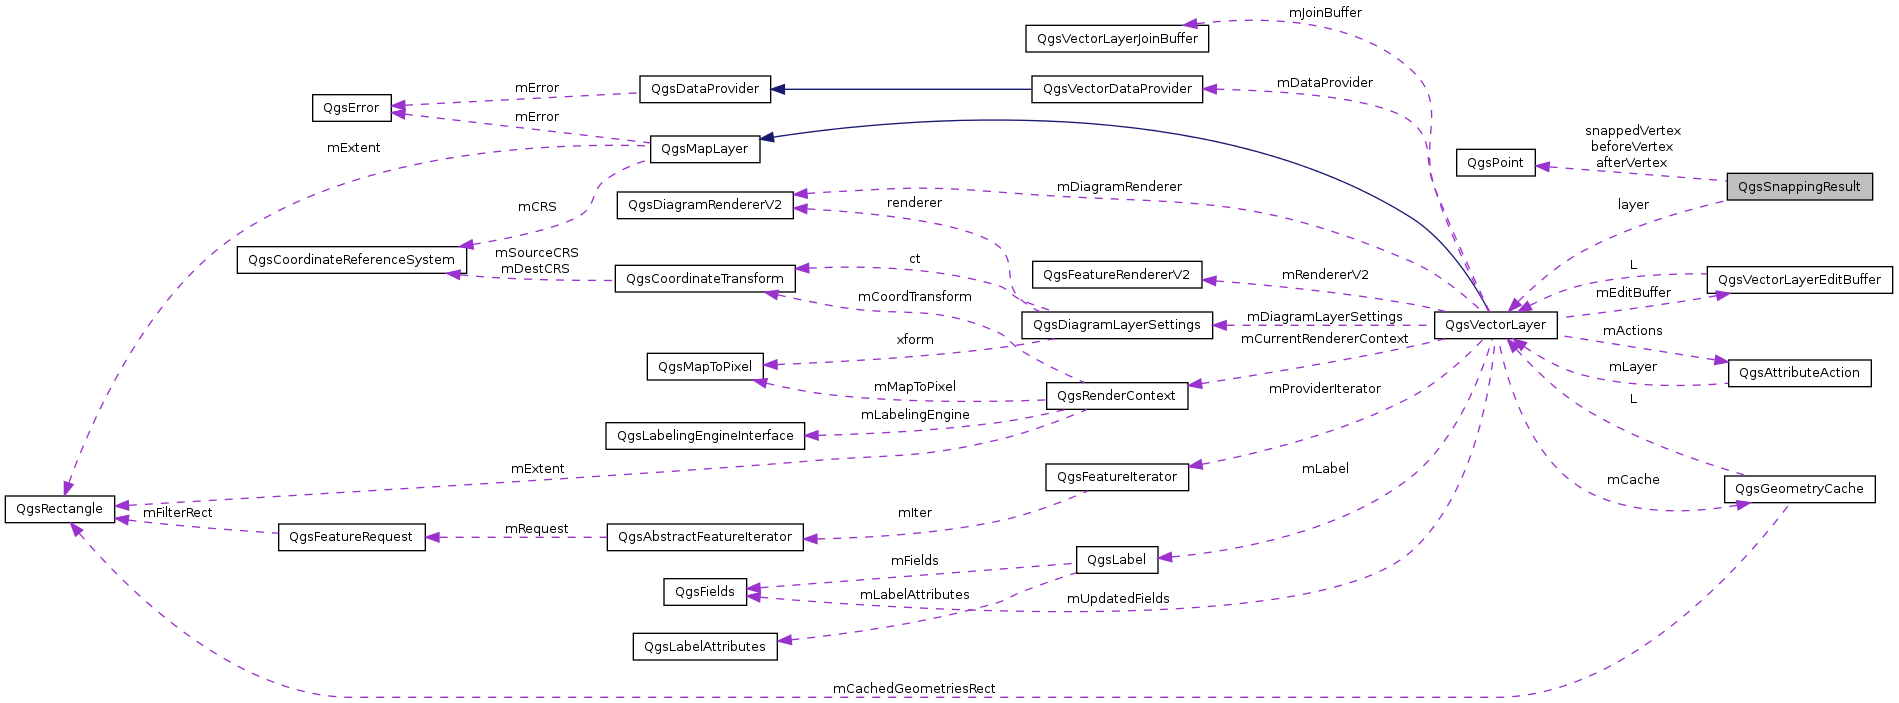 mJoinBuffer
QgsVectorLayerJoinBuffer
mDataProvider
mError
QgsDataProvider
QgsVectorDataProvider
QgsError
mError
snappedVertex
beforeVertex
afterVertex
mExtent
QgsMapLayer
QgsPoint
QgsSnappingResult
mDiagramRenderer
QgsDiagramRendererV2
renderer
mCRS
layer
mSourceCRS
mDestCRS
QgsCoordinateReferenceSystem
ct
QgsCoordinateTransform
QgsFeatureRendererV2
mRendererV2
L
QgsVectorLayerEditBuffer
mEditBuffer
mCoordTransform
mDiagramLayerSettings
QgsDiagramLayerSettings
QgsVectorLayer
mActions
xform
mCurrentRendererContext
QgsMapToPixel
mLayer
QgsAttributeAction
mMapToPixel
QgsRenderContext
mProviderIterator
L
mLabelingEngine
QgsLabelingEngineInterface
mExtent
QgsFeatureIterator
mLabel
mCache
QgsGeometryCache
QgsRectangle
mFilterRect
mIter
QgsFeatureRequest
mRequest
QgsAbstractFeatureIterator
mFields
QgsLabel
QgsFields
mLabelAttributes
mUpdatedFields
QgsLabelAttributes
mCachedGeometriesRect